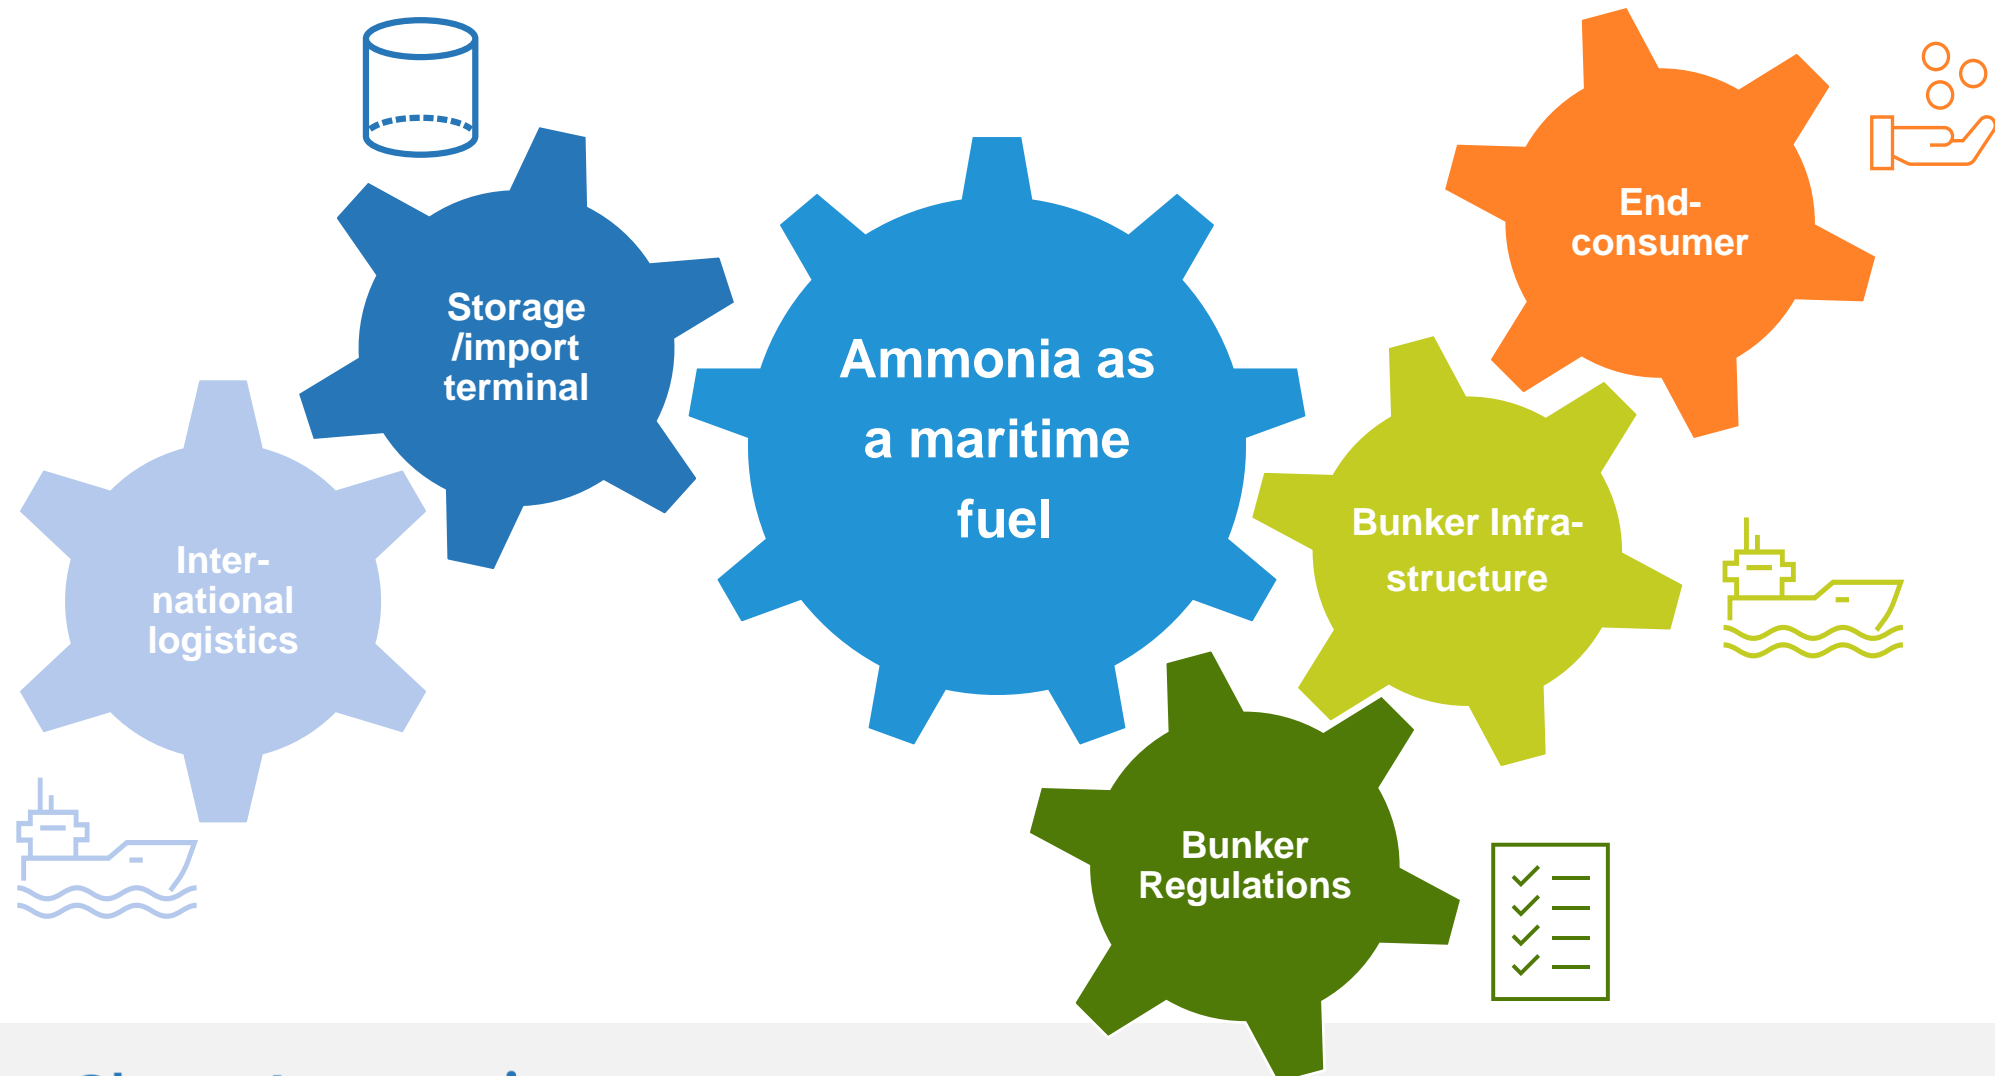 Inter-
national
logistics
Storage
/import
terminal
Ammonia as
a maritime
fuel
End-
consumer
Bunker Infra-
structure
Bunker
Regulations